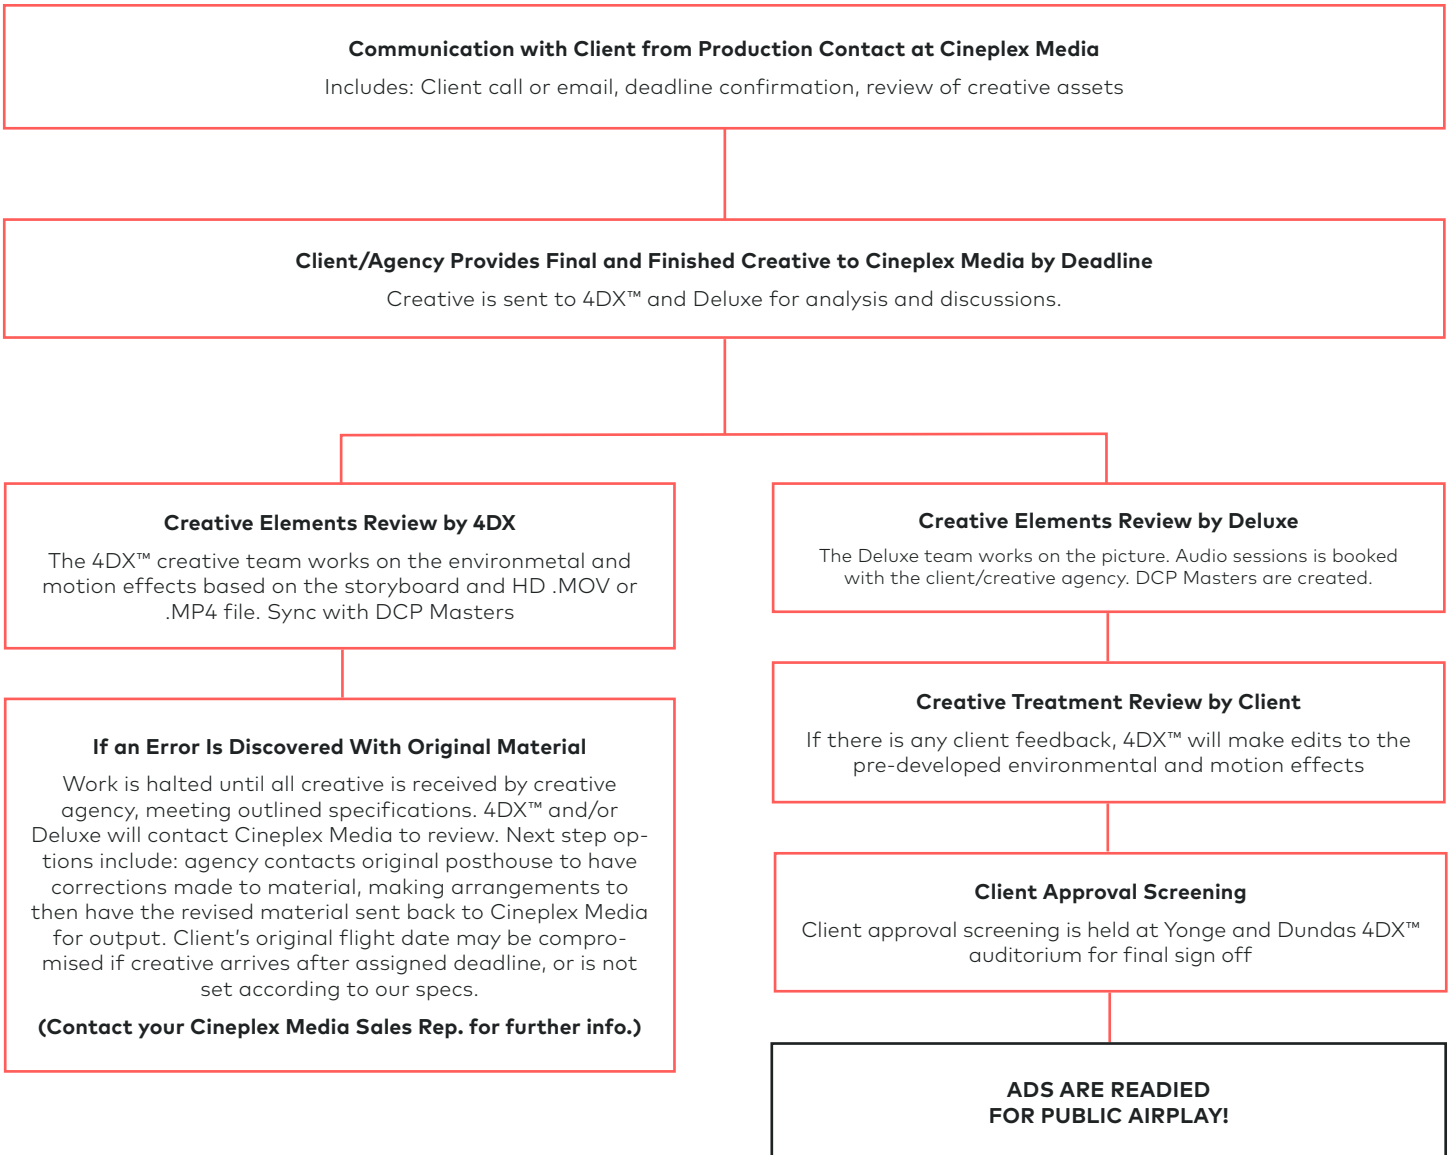 Communication with Client from Production Contact at Cineplex Media
Includes: Client call or email, deadline confirmation, review of creative assets
Client/Agency Provides Final and Finished Creative to Cineplex Media by Deadline
Creative is sent to 4DX™ and Deluxe for analysis and discussions.
Creative Elements Review by 4DX
The 4DX™ creative team works on the environmetal and
motion effects based on the storyboard and HD .MOV or
.MP4 file. Sync with DCP Masters
If an Error Is Discovered With Original Material
Work is halted until all creative is received by creative
agency, meeting outlined specifications. 4DX™ and/or
Deluxe will contact Cineplex Media to review. Next step op-
tions include: agency contacts original posthouse to have
corrections made to material, making arrangements to
then have the revised material sent back to Cineplex Media
for output. Client's original flight date may be compro-
mised if creative arrives after assigned deadline, or is not
set according to our specs.
(Contact your Cineplex Media Sales Rep. for further info.)
Creative Elements Review by Deluxe
The Deluxe team works on the picture. Audio sessions is booked
with the client/creative agency. DCP Masters are created.
Creative Treatment Review by Client
If there is any client feedback, 4DX™ will make edits to the
pre-developed environmental and motion effects
Client Approval Screening
Client approval screening is held at Yonge and Dundas 4DX™
auditorium for final sign off
ADS ARE READIED
FOR PUBLIC AIRPLAY!